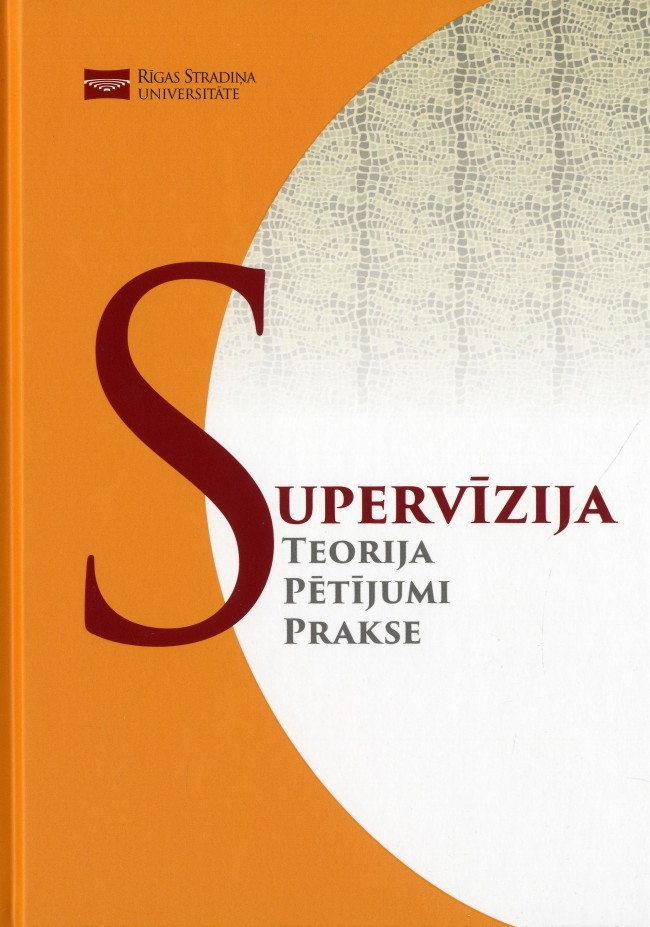 Rīgas Stradiņa
universitāte
Supervīzija
Teorija
Pētījumi
Prakse